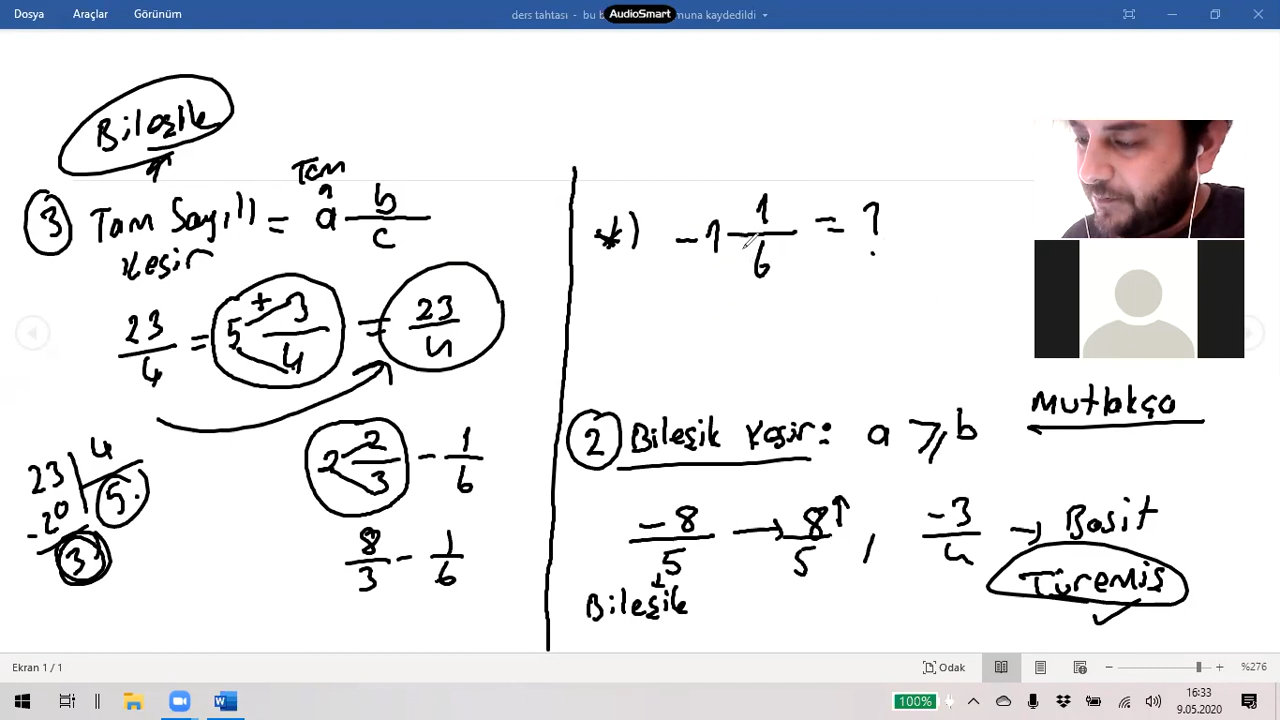 Dosya Araçlar Görünüm
ders tahtası - bu b
AudioSmart
muna kaydedildi
Bileşik
Tam
3 Tam Sayılı = a b/c
Kesir
23/4 = 5 + 3/4 = 23/4
23 4
-20 5
3
2 2/3 - 1/6
8/3 - 1/6
*) -1 1/6 = ?
Mutlakça
2 Bileşik Kesir: a ⩾ b
-8/5 → 8/5 ↑ , -3/4 → Basit
Bileşik
Türemiş ✓
Ekran 1 / 1
Odak
%276
100%
16:33
9.05.2020